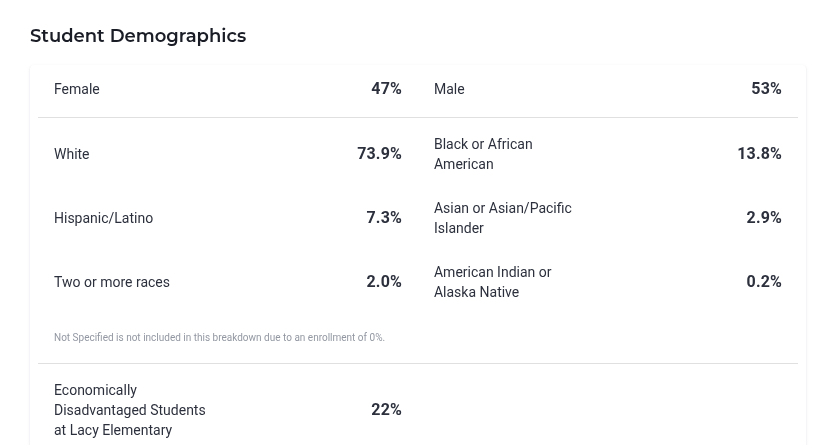 Student Demographics
Female 47% Male 53%
White 73.9% Black or African
American 13.8%
Hispanic/Latino 7.3% Asian or Asian/Pacific
Islander 2.9%
Two or more races 2.0% American Indian or
Alaska Native 0.2%
Not Specified is not included in this breakdown due to an enrollment of 0%.
Economically
Disadvantaged Students 22%
at Lacy Elementary